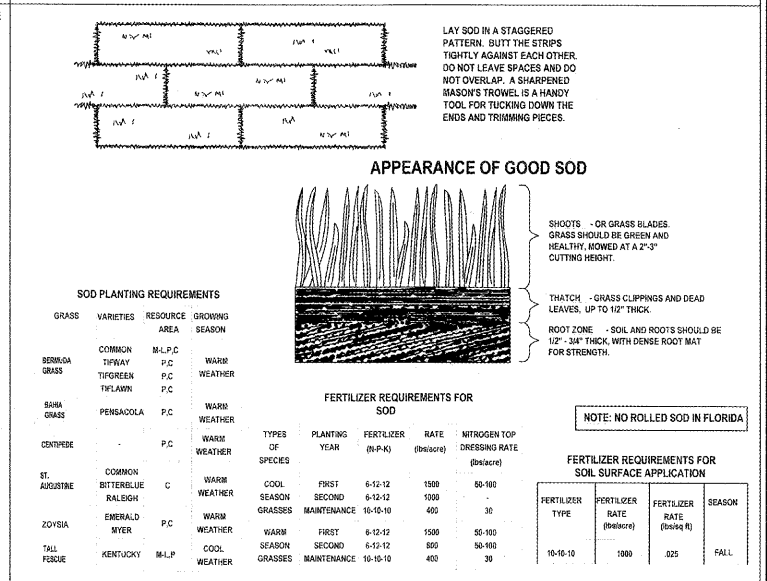 LAY SOD IN A STAGGERED
PATTERN. BUTT THE STRIPS
TIGHTLY AGAINST EACH OTHER.
DO NOT LEAVE SPACES AND DO
NOT OVERLAP. A SHARPENED
MASON'S TROWEL IS A HANDY
TOOL FOR TUCKING DOWN THE
ENDS AND TRIMMING PIECES.
APPEARANCE OF GOOD SOD
SHOOTS - OR GRASS BLADES.
GRASS SHOULD BE GREEN AND
HEALTHY, MOWED AT A 2"-3"
CUTTING HEIGHT.
THATCH - GRASS CLIPPINGS AND DEAD
LEAVES, UP TO 1/2" THICK.
ROOT ZONE - SOIL AND ROOTS SHOULD BE
1/2" - 3/4" THICK, WITH DENSE ROOT MAT
FOR STRENGTH.
SOD PLANTING REQUIREMENTS
GRASS VARIETIES RESOURCE GROWING
AREA SEASON
COMMON M-L,P,C
BERMUDA TIFWAY P,C WARM
GRASS TIFGREEN P,C WEATHER
TIFLAWN P,C
BAHIA PENSACOLA P,C WARM
GRASS WEATHER
CENTIPEDE - P,C WARM
WEATHER
ST. COMMON
AUGUSTINE BITTERBLUE C WARM
RALEIGH WEATHER
ZOYSIA EMERALD P,C WARM
MYER WEATHER
TALL KENTUCKY M-L,P COOL
FESCUE WEATHER
FERTILIZER REQUIREMENTS FOR
SOD
TYPES PLANTING FERTILIZER RATE NITROGEN TOP
OF YEAR (N-P-K) (lbs/acre) DRESSING RATE
SPECIES (lbs/acre)
COOL FIRST 6-12-12 1500 50-100
SEASON SECOND 6-12-12 1000 -
GRASSES MAINTENANCE 10-10-10 400 30
WARM FIRST 6-12-12 1500 50-100
SEASON SECOND 6-12-12 800 50-100
GRASSES MAINTENANCE 10-10-10 400 30
NOTE: NO ROLLED SOD IN FLORIDA
FERTILIZER REQUIREMENTS FOR
SOIL SURFACE APPLICATION
FERTILIZER FERTILIZER FERTILIZER SEASON
TYPE RATE RATE
(lbs/acre) (lbs/sq ft)
10-10-10 1000 .025 FALL